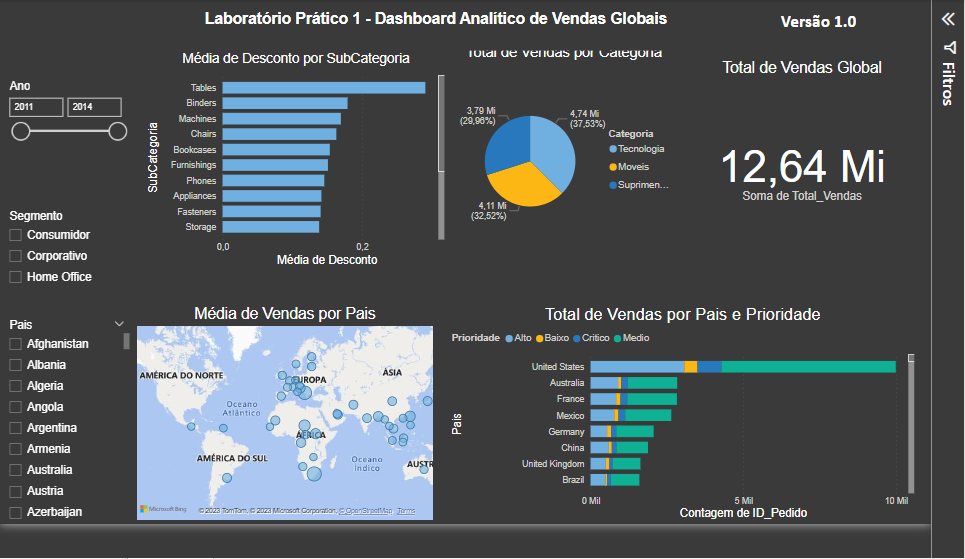 Laboratório Prático 1 - Dashboard Analítico de Vendas Globais
Versão 1.0
Filtros
Ano
2011
2014
Segmento
Consumidor
Corporativo
Home Office
Pais
Afghanistan
Albania
Algeria
Angola
Argentina
Armenia
Australia
Austria
Azerbaijan
Média de Desconto por SubCategoria
SubCategoria
Tables
Binders
Machines
Chairs
Bookcases
Furnishings
Phones
Appliances
Fasteners
Storage
0,0
0,2
Média de Desconto
Total de Vendas por Categoria
3,79 Mi
(29,96%)
4,74 Mi
(37,53%)
4,11 Mi
(32,52%)
Categoria
Tecnologia
Moveis
Suprimen...
Total de Vendas Global
12,64 Mi
Soma de Total_Vendas
Média de Vendas por Pais
AMÉRICA DO NORTE
EUROPA
ÁSIA
Oceano
Atlântico
ÁFRICA
AMÉRICA DO SUL
Oceano
Índico
AUSTR
Microsoft Bing
© 2023 TomTom, © 2023 Microsoft Corporation, © OpenStreetMap Terms
Total de Vendas por Pais e Prioridade
Prioridade Alto Baixo Critico Medio
Pais
United States
Australia
France
Mexico
Germany
China
United Kingdom
Brazil
0 Mil
5 Mil
10 Mil
Contagem de ID_Pedido